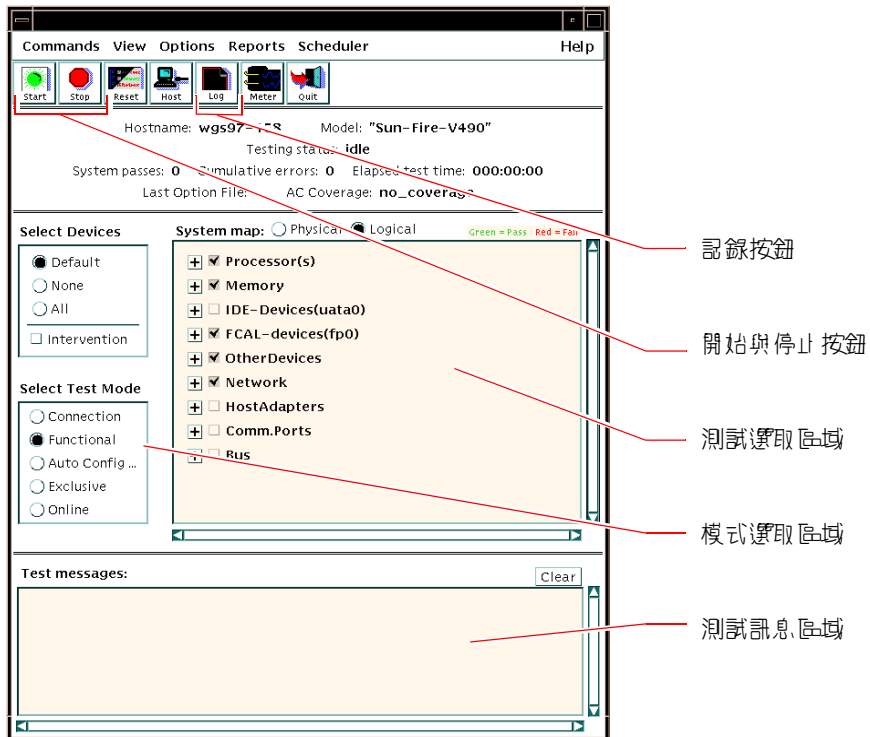 Commands View Options Reports Scheduler Help
Start Stop Reset Host Log Meter Quit
Hostname: wgs97-158 Model: "Sun-Fire-V490"
Testing status: idle
System passes: 0 Cumulative errors: 0 Elapsed test time: 000:00:00
Last Option File: AC Coverage: no_coverage
Select Devices
Default
None
All
Intervention
Select Test Mode
Connection
Functional
Auto Config ...
Exclusive
Online
System map: Physical Logical Green = Pass Red = Fail
Processor(s)
Memory
IDE-Devices(uata0)
FCAL-devices(fp0)
OtherDevices
Network
HostAdapters
Comm.Ports
Bus
Test messages: Clear
記錄按鈕
開始與停止按鈕
測試選取區域
模式選取區域
測試訊息區域